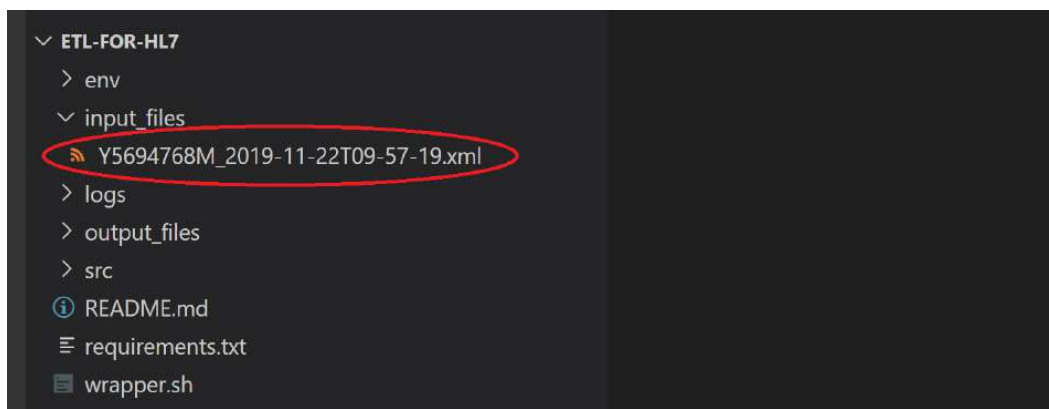 ETL-FOR-HL7
env
input_files
Y5694768M_2019-11-22T09-57-19.xml
logs
output_files
src
README.md
requirements.txt
wrapper.sh